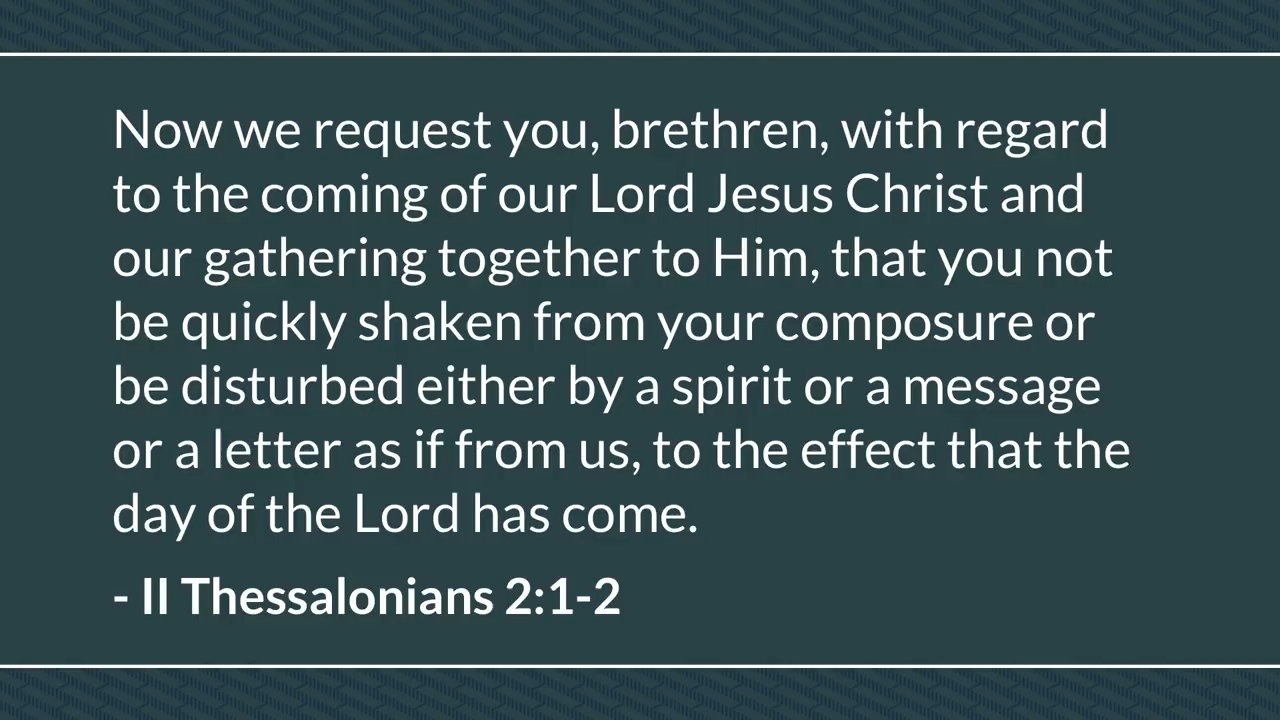 Now we request you, brethren, with regard
to the coming of our Lord Jesus Christ and
our gathering together to Him, that you not
be quickly shaken from your composure or
be disturbed either by a spirit or a message
or a letter as if from us, to the effect that the
day of the Lord has come.
- II Thessalonians 2:1-2